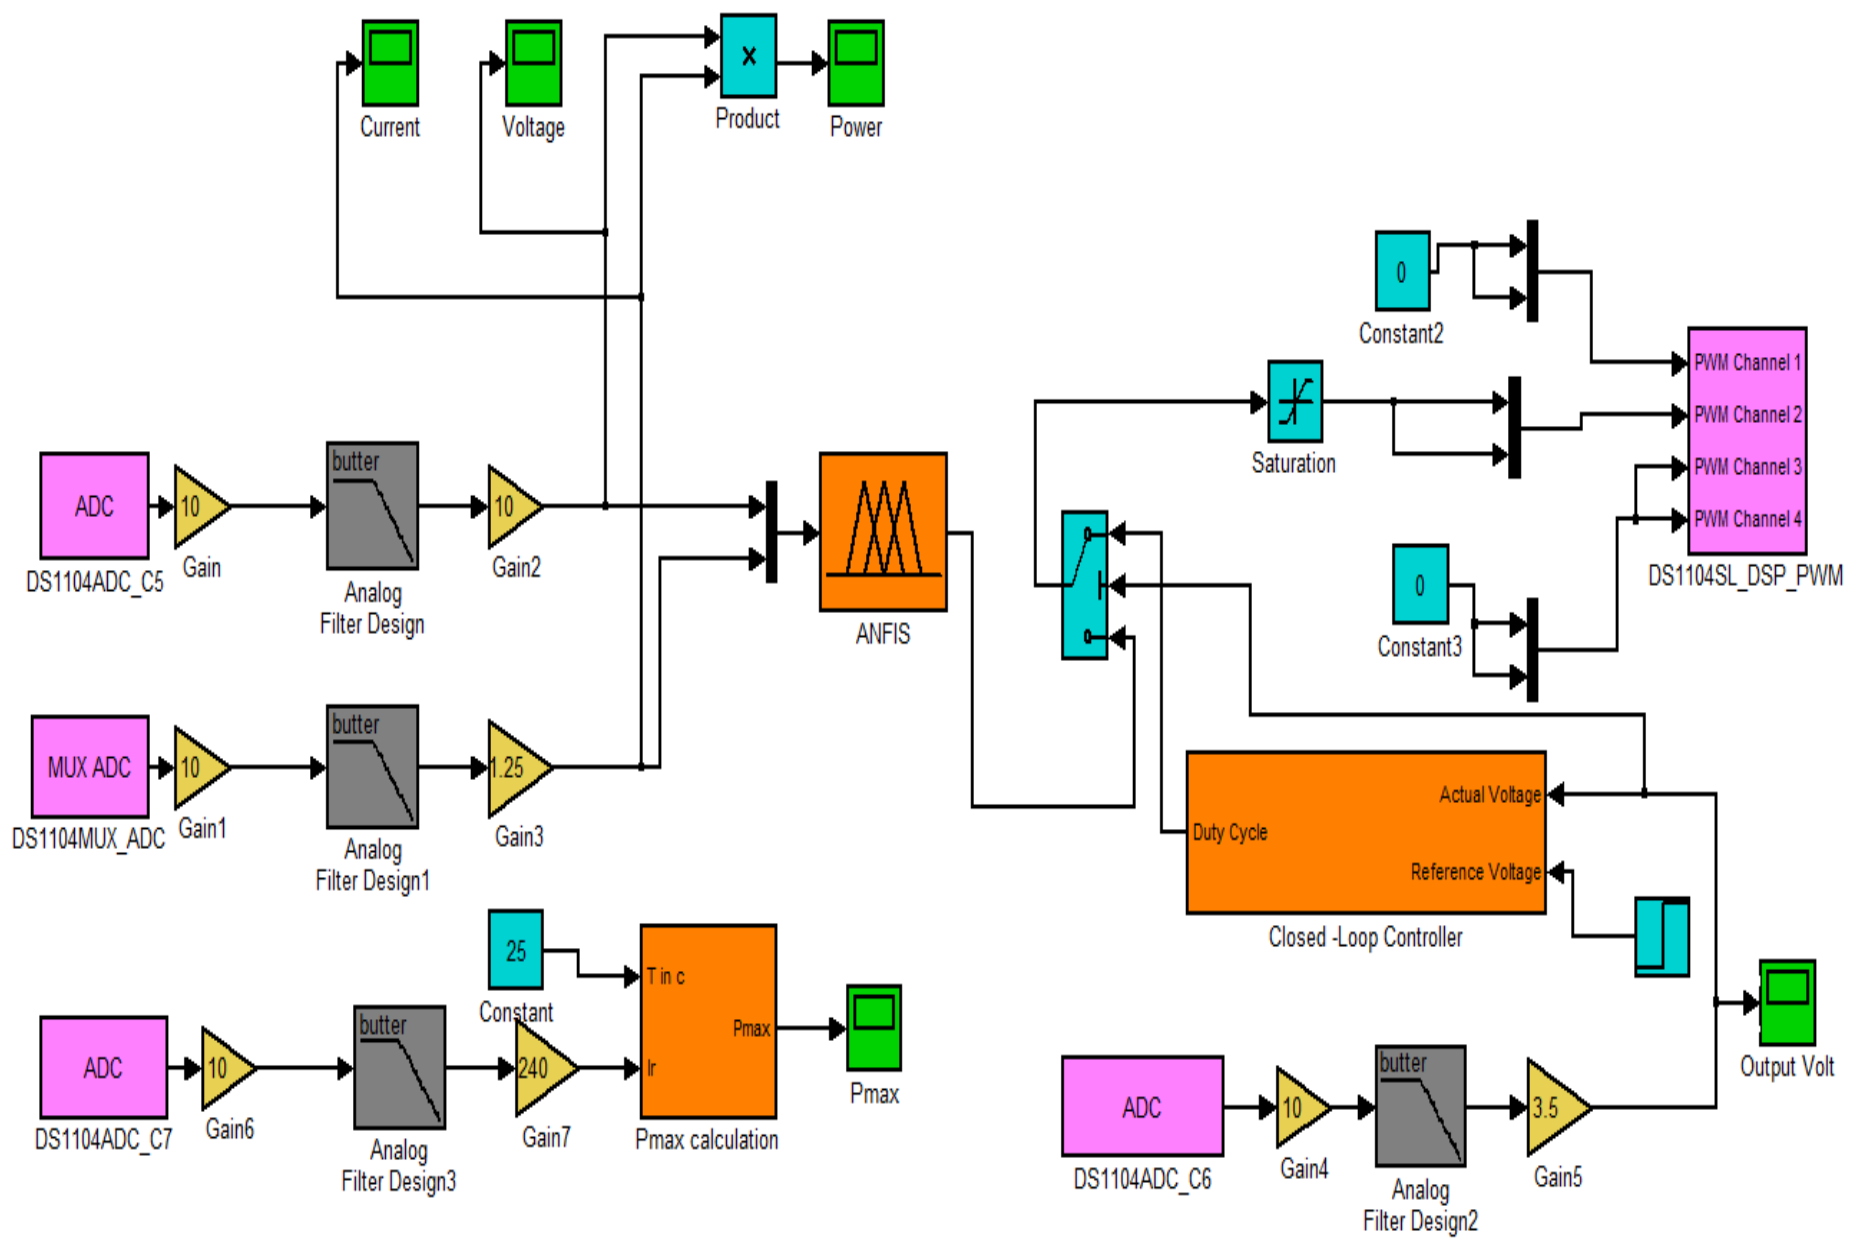 Current
Voltage
×
Product
Power
0
Constant2
PWM Channel 1
PWM Channel 2
PWM Channel 3
PWM Channel 4
DS1104SL_DSP_PWM
Saturation
ADC
DS1104ADC_C5
10
Gain
butter
Analog
Filter Design
10
Gain2
ANFIS
0
Constant3
MUX ADC
DS1104MUX_ADC
10
Gain1
butter
Analog
Filter Design1
1.25
Gain3
Actual Voltage
Duty Cycle
Reference Voltage
Closed -Loop Controller
25
Constant
T in c
Pmax
Ir
Pmax calculation
Pmax
ADC
DS1104ADC_C7
10
Gain6
butter
Analog
Filter Design3
240
Gain7
Output Volt
ADC
DS1104ADC_C6
10
Gain4
butter
Analog
Filter Design2
3.5
Gain5